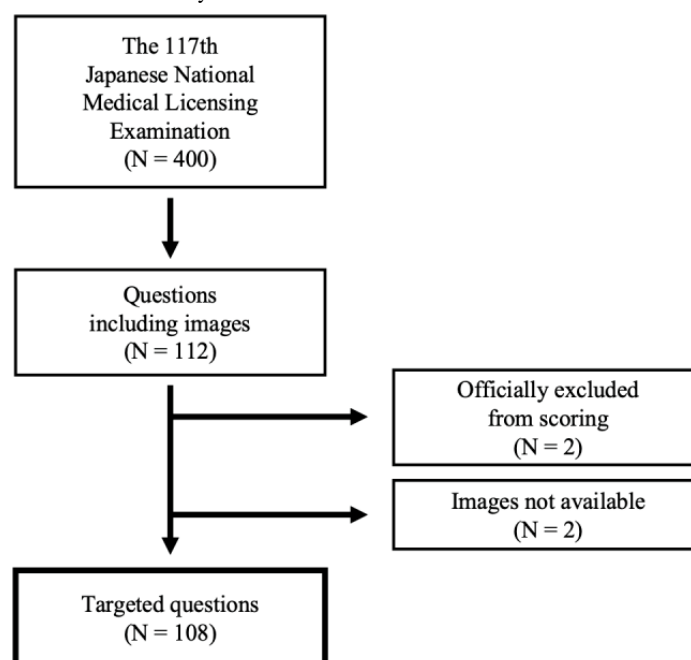 The 117th
Japanese National
Medical Licensing
Examination
(N = 400)
Questions
including images
(N = 112)
Officially excluded
from scoring
(N = 2)
Images not available
(N = 2)
Targeted questions
(N = 108)